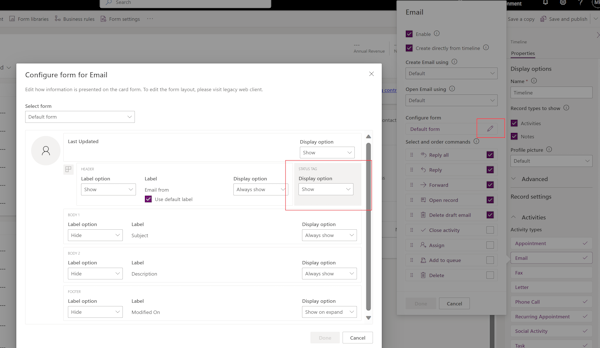 Search
Form libraries
Business rules
Form settings
Save a copy
Save and publish
Annual revenue
Configure form for Email
Edit how information is presented on the card form. To edit the form layout, please visit legacy web client.
Select form
Default form
Last Updated
Display option
Show
HEADER
Label option
Show
Label
Email from
Use default label
Display option
Always show
Display option
Show
BODY 1
Label option
Hide
Label
Subject
Display option
Always show
BODY 2
Label option
Hide
Label
Description
Display option
Always show
FOOTER
Label option
Hide
Label
Modified On
Display option
Show on expand
Done
Cancel
Email
Enable
Create directly from timeline
Create Email using
Default
Open Email using
Default
Configure form
Default form
Select and order commands
Reply all
Reply
Forward
Open record
Delete draft email
Close activity
Assign
Add to queue
Delete
Cancel
Timeline
Properties
Display options
Name *
Timeline
Record types to show
Activities
Notes
Profile picture
Default
Advanced
Record settings
Activities
Activity types
Appointment
Email
Fax
Letter
Phone Call
Recurring Appointment
Social Activity
Task